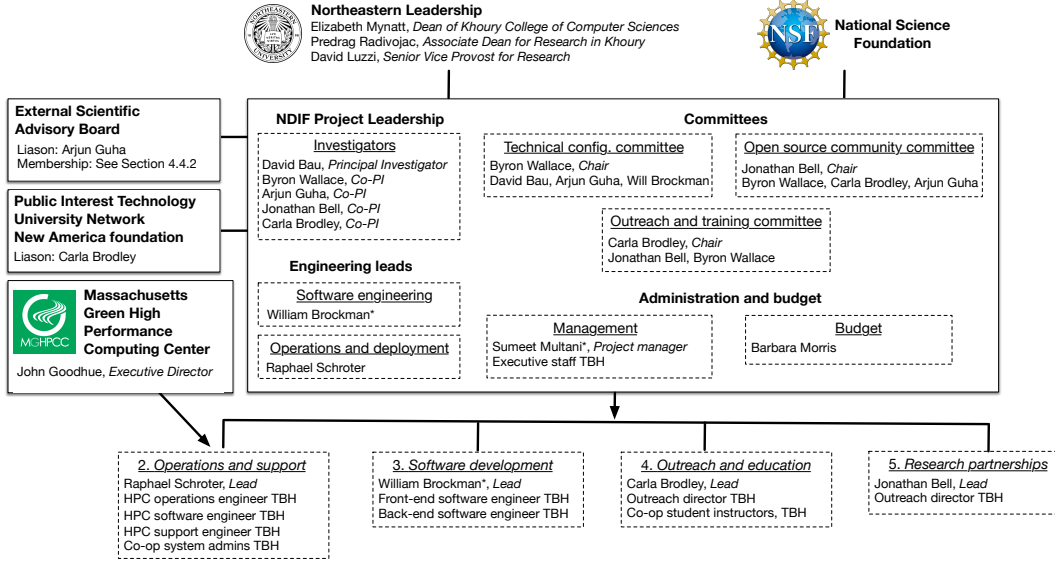 Northeastern Leadership
Elizabeth Mynatt, Dean of Khoury College of Computer Sciences
Predrag Radivojac, Associate Dean for Research in Khoury
David Luzzi, Senior Vice Provost for Research
NSF
National Science
Foundation
External Scientific
Advisory Board
Liason: Arjun Guha
Membership: See Section 4.4.2
Public Interest Technology
University Network
New America foundation
Liason: Carla Brodley
MGHPCC
Massachusetts
Green High
Performance
Computing Center
John Goodhue, Executive Director
NDIF Project Leadership
Investigators
David Bau, Principal Investigator
Byron Wallace, Co-PI
Arjun Guha, Co-PI
Jonathan Bell, Co-PI
Carla Brodley, Co-PI
Engineering leads
Software engineering
William Brockman*
Operations and deployment
Raphael Schroter
Committees
Technical config. committee
Byron Wallace, Chair
David Bau, Arjun Guha, Will Brockman
Open source community committee
Jonathan Bell, Chair
Byron Wallace, Carla Brodley, Arjun Guha
Outreach and training committee
Carla Brodley, Chair
Jonathan Bell, Byron Wallace
Administration and budget
Management
Sumeet Multani*, Project manager
Executive staff TBH
Budget
Barbara Morris
2. Operations and support
Raphael Schroter, Lead
HPC operations engineer TBH
HPC software engineer TBH
HPC support engineer TBH
Co-op system admins TBH
3. Software development
William Brockman*, Lead
Front-end software engineer TBH
Back-end software engineer TBH
4. Outreach and education
Carla Brodley, Lead
Outreach director TBH
Co-op student instructors, TBH
5. Research partnerships
Jonathan Bell, Lead
Outreach director TBH